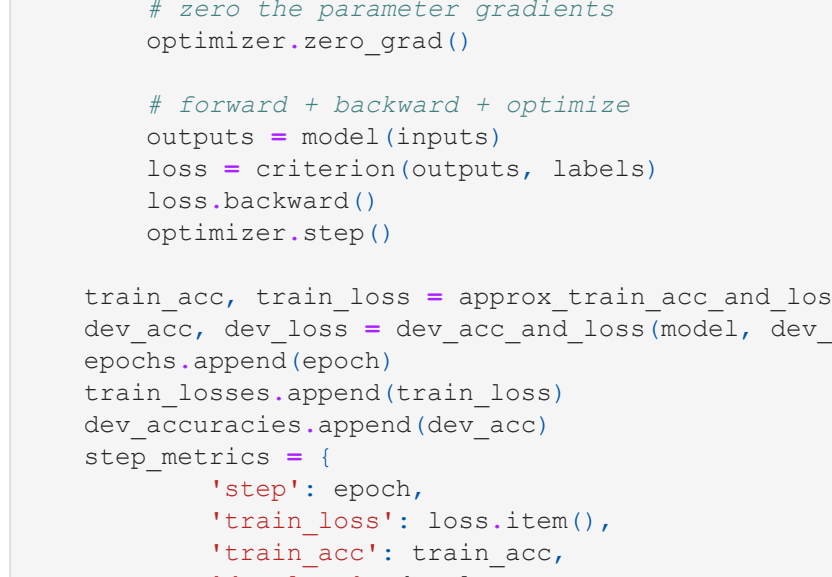 # zero the parameter gradients
optimizer.zero_grad()
# forward + backward + optimize
outputs = model(inputs)
loss = criterion(outputs, labels)
loss.backward()
optimizer.step()
train_acc, train_loss = approx_train_acc_and_los
dev_acc, dev_loss = dev_acc_and_loss(model, dev_
epochs.append(epoch)
train_losses.append(train_loss)
dev_accuracies.append(dev_acc)
step_metrics = {
'step': epoch,
'train_loss': loss.item(),
'train_acc': train_acc,